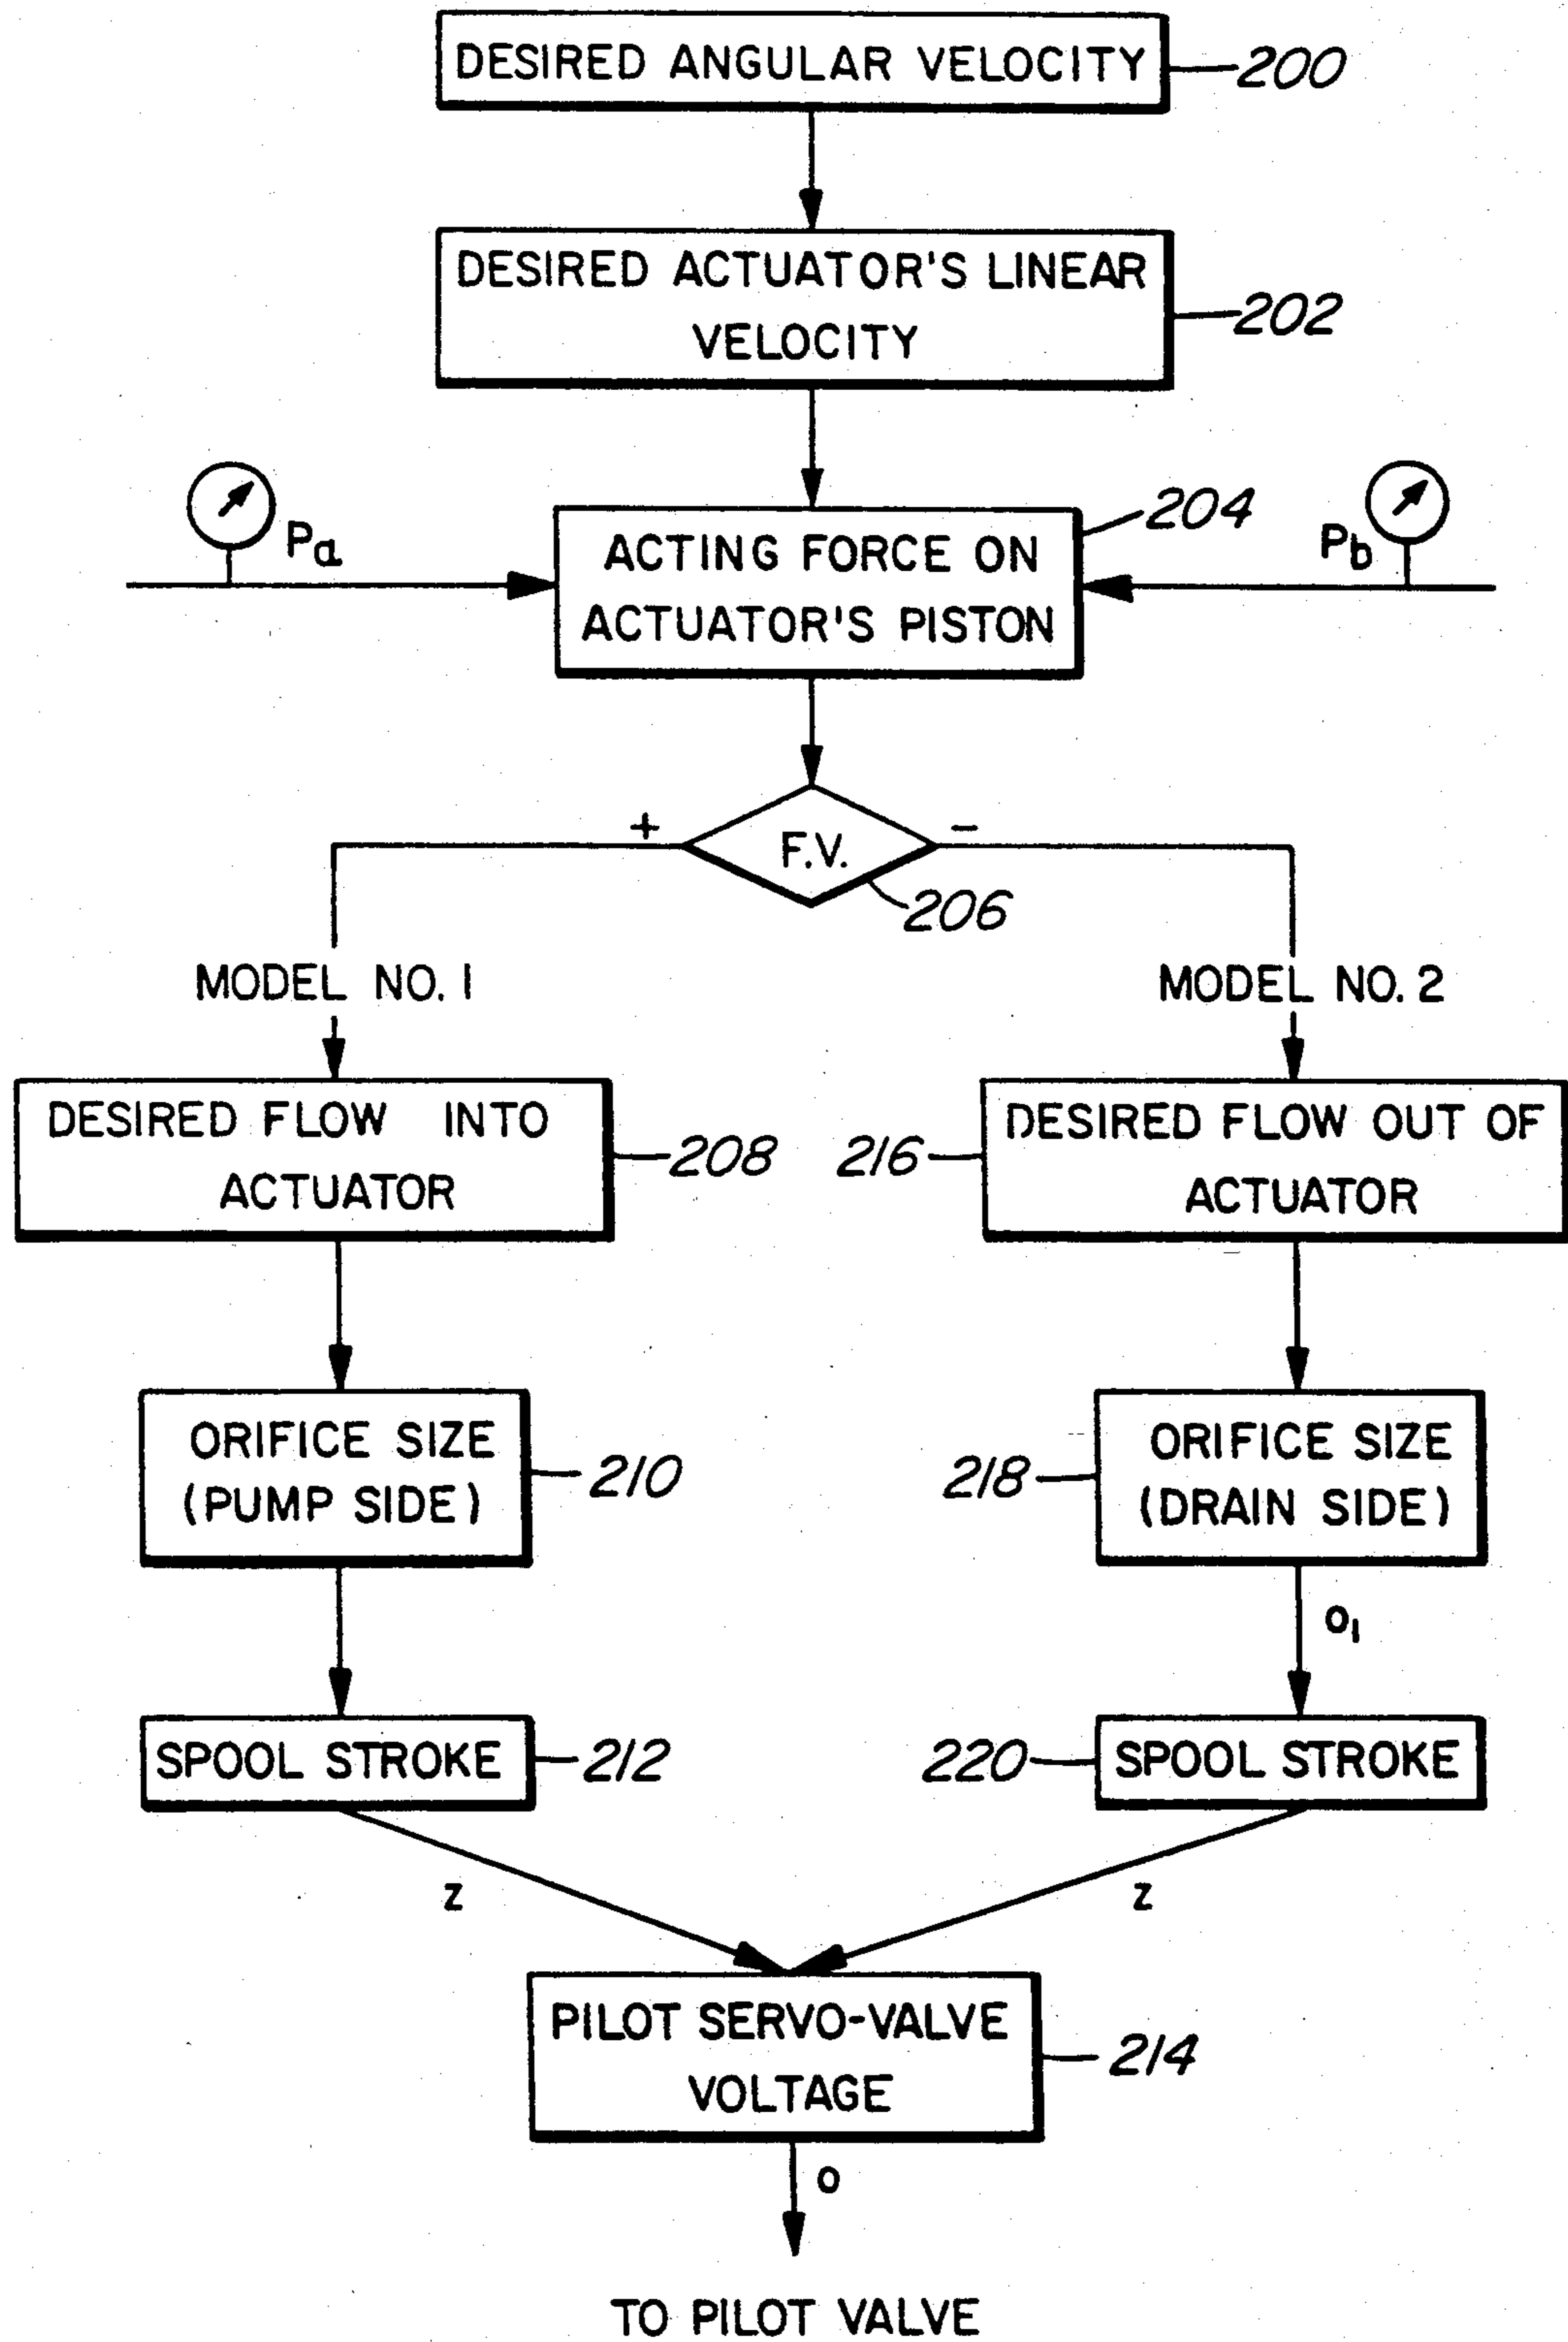 DESIRED ANGULAR VELOCITY
200
DESIRED ACTUATOR'S LINEAR
VELOCITY
202
Pa
204
Pb
ACTING FORCE ON
ACTUATOR'S PISTON
+
F.V.
−
206
MODEL NO. 1
MODEL NO. 2
DESIRED FLOW INTO
ACTUATOR
208
216
DESIRED FLOW OUT OF
ACTUATOR
ORIFICE SIZE
(PUMP SIDE)
210
218
ORIFICE SIZE
(DRAIN SIDE)
o₁
SPOOL STROKE
212
220
SPOOL STROKE
z
z
PILOT SERVO-VALVE
VOLTAGE
214
o
TO PILOT VALVE